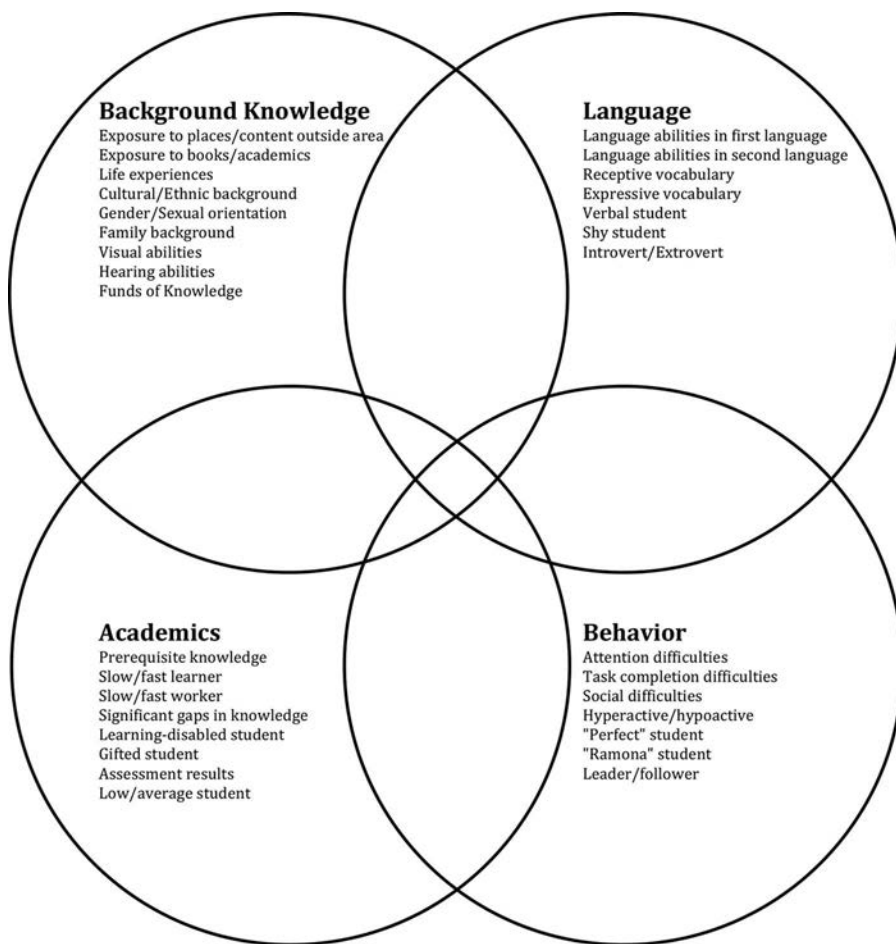 Background Knowledge
Exposure to places/content outside area
Exposure to books/academics
Life experiences
Cultural/Ethnic background
Gender/Sexual orientation
Family background
Visual abilities
Hearing abilities
Funds of Knowledge
Language
Language abilities in first language
Language abilities in second language
Receptive vocabulary
Expressive vocabulary
Verbal student
Shy student
Introvert/Extrovert
Academics
Prerequisite knowledge
Slow/fast learner
Slow/fast worker
Significant gaps in knowledge
Learning-disabled student
Gifted student
Assessment results
Low/average student
Behavior
Attention difficulties
Task completion difficulties
Social difficulties
Hyperactive/hypoactive
"Perfect" student
"Ramona" student
Leader/follower